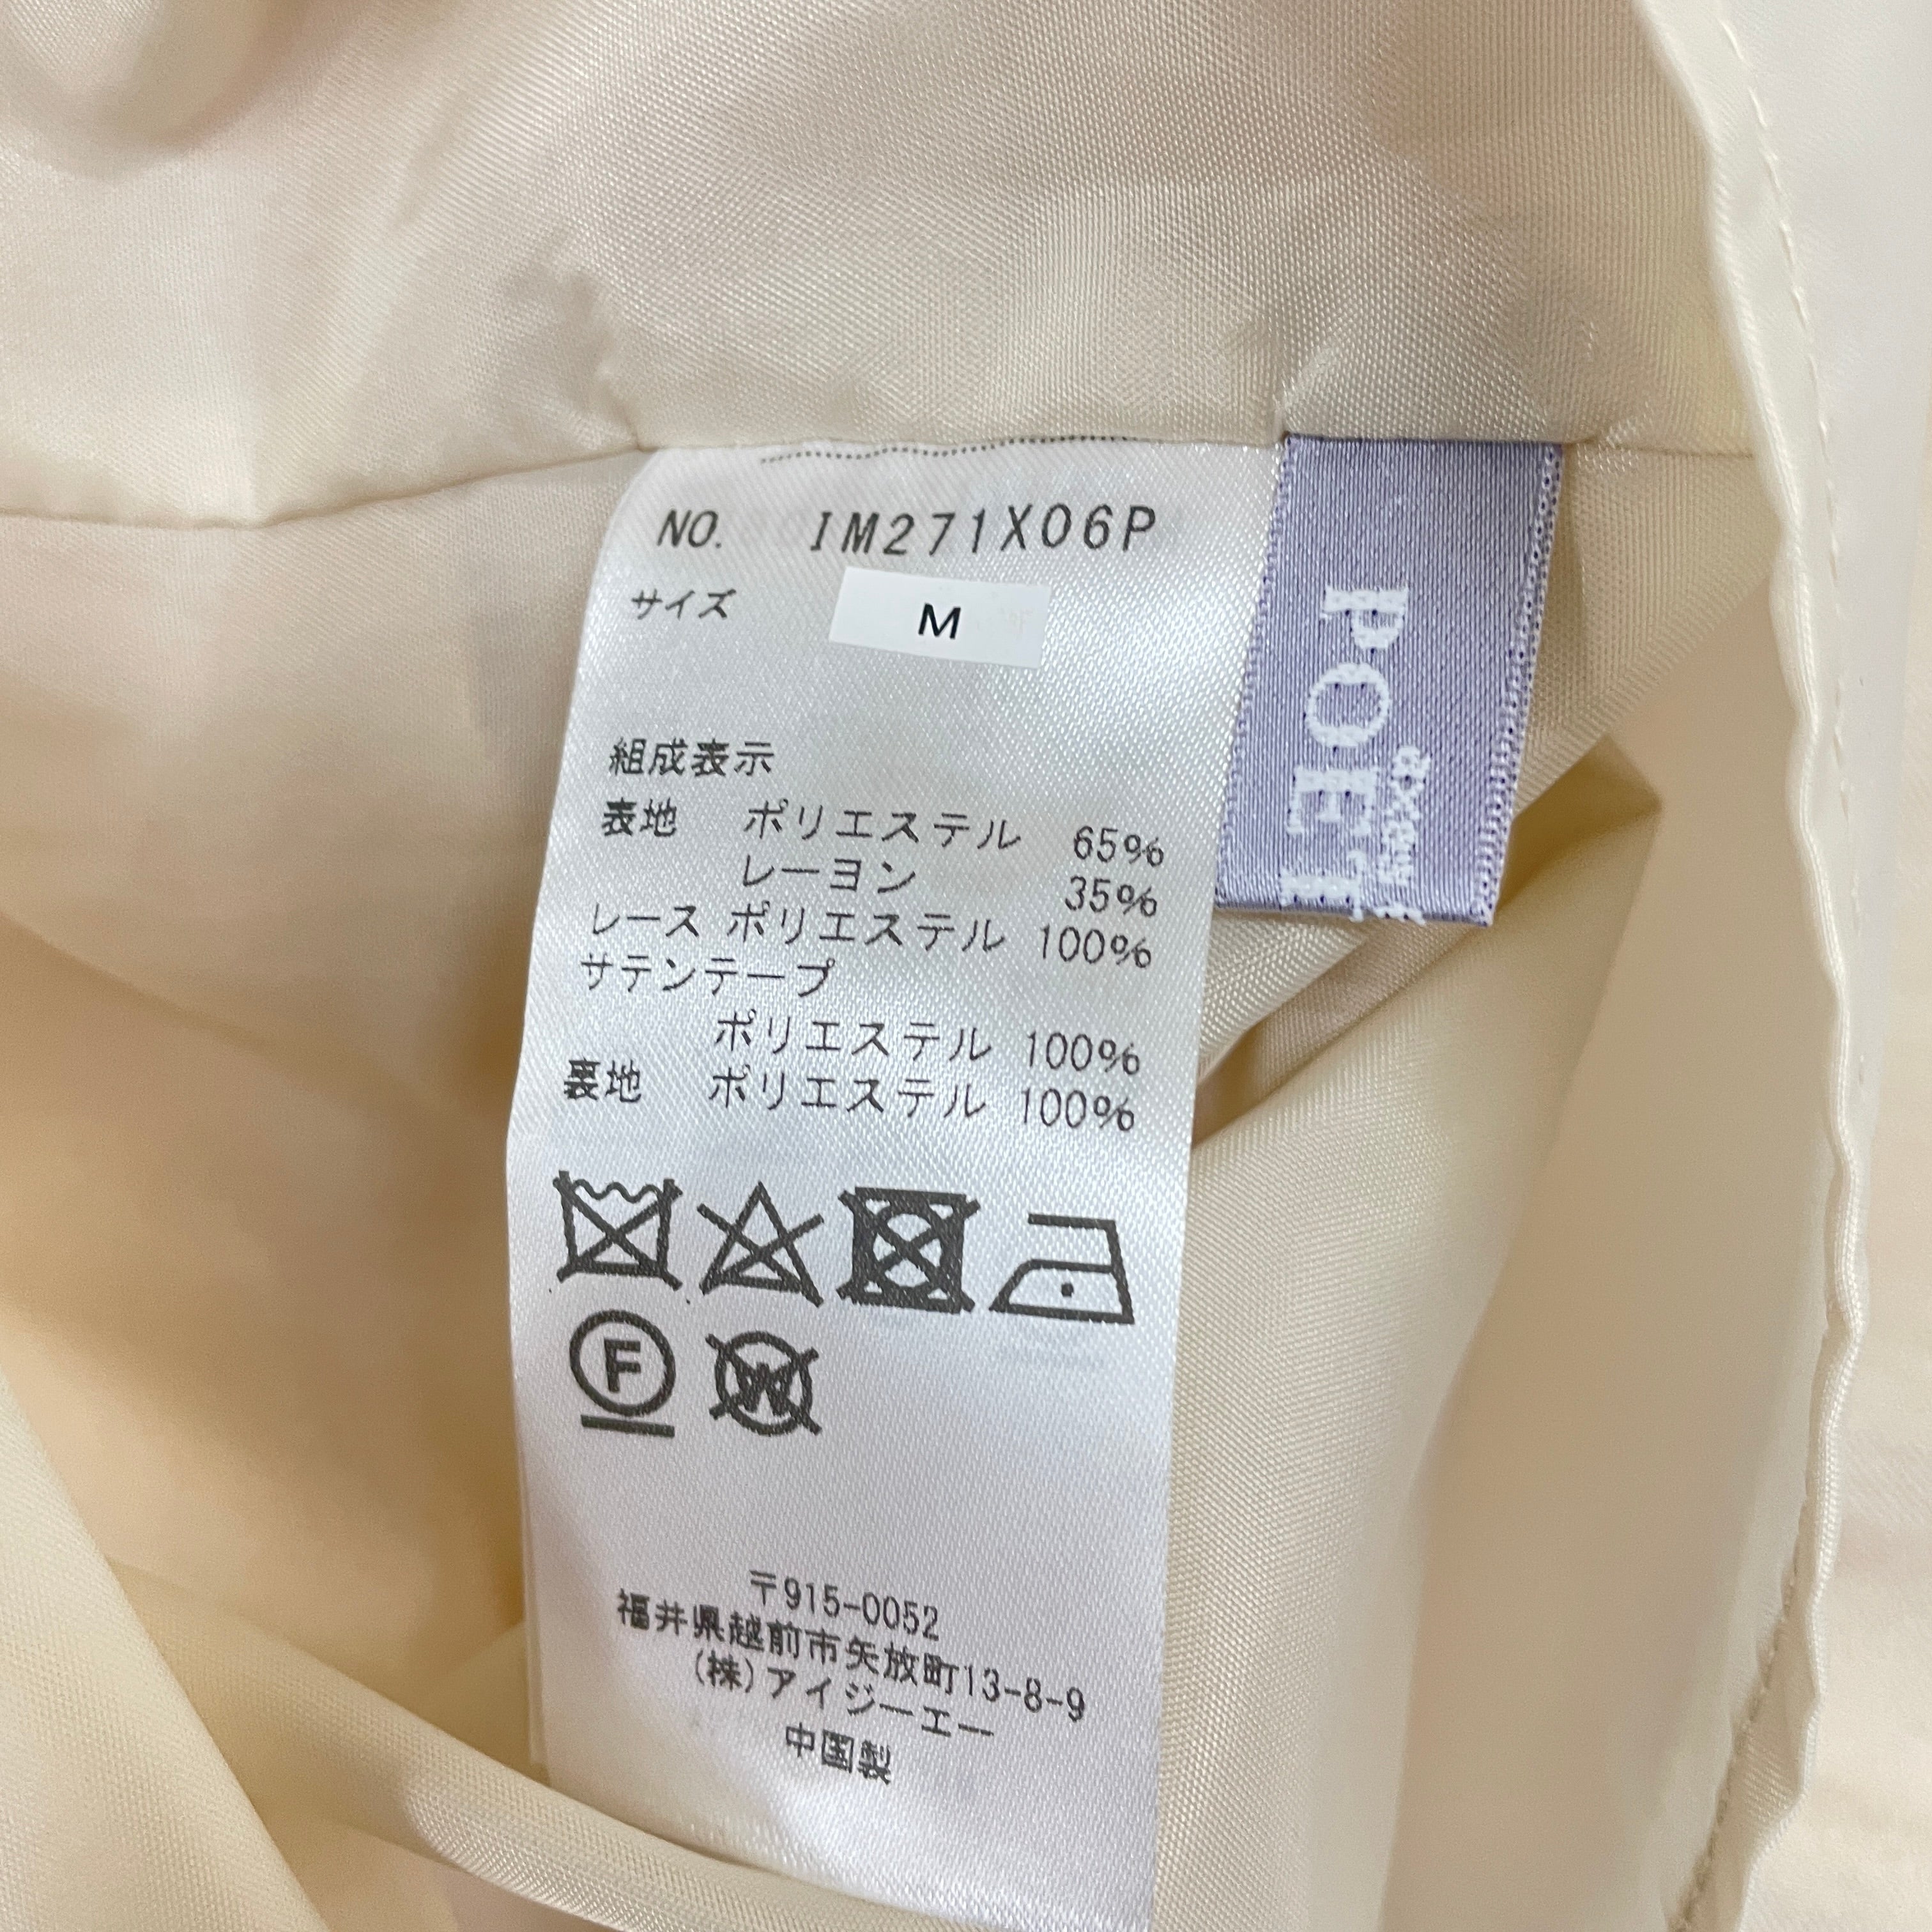 NO. IM271X06P
サイズ M
組成表示
表地 ポリエステル 65%
レーヨン 35%
レース ポリエステル 100%
サテンテープ
ポリエステル 100%
裏地 ポリエステル 100%
F
W
〒915-0052
福井県越前市矢放町13-8-9
(株)アイジーエー
中国製
POET